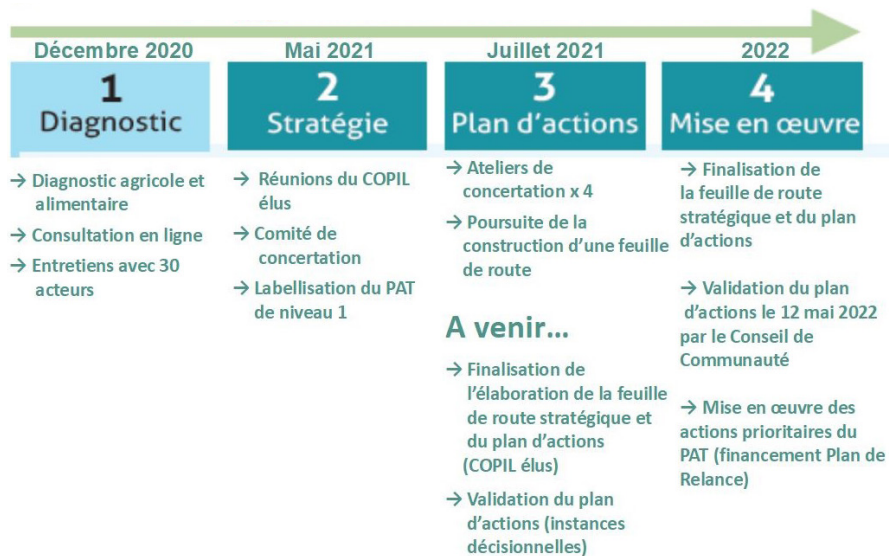 Décembre 2020
1
Diagnostic
→ Diagnostic agricole et
alimentaire
→ Consultation en ligne
→ Entretiens avec 30
acteurs
Mai 2021
2
Stratégie
→ Réunions du COPIL
élus
→ Comité de
concertation
→ Labellisation du PAT
de niveau 1
Juillet 2021
3
Plan d'actions
→ Ateliers de
concertation x 4
→ Poursuite de la
construction d'une feuille
de route
A venir...
→ Finalisation de
l'élaboration de la feuille
de route stratégique et
du plan d'actions
(COPIL élus)
→ Validation du plan
d'actions (instances
décisionnelles)
2022
4
Mise en œuvre
→ Finalisation de
la feuille de route
stratégique et du plan
d'actions
→ Validation du plan
d'actions le 12 mai 2022
par le Conseil de
Communauté
→ Mise en œuvre des
actions prioritaires du
PAT (financement Plan de
Relance)